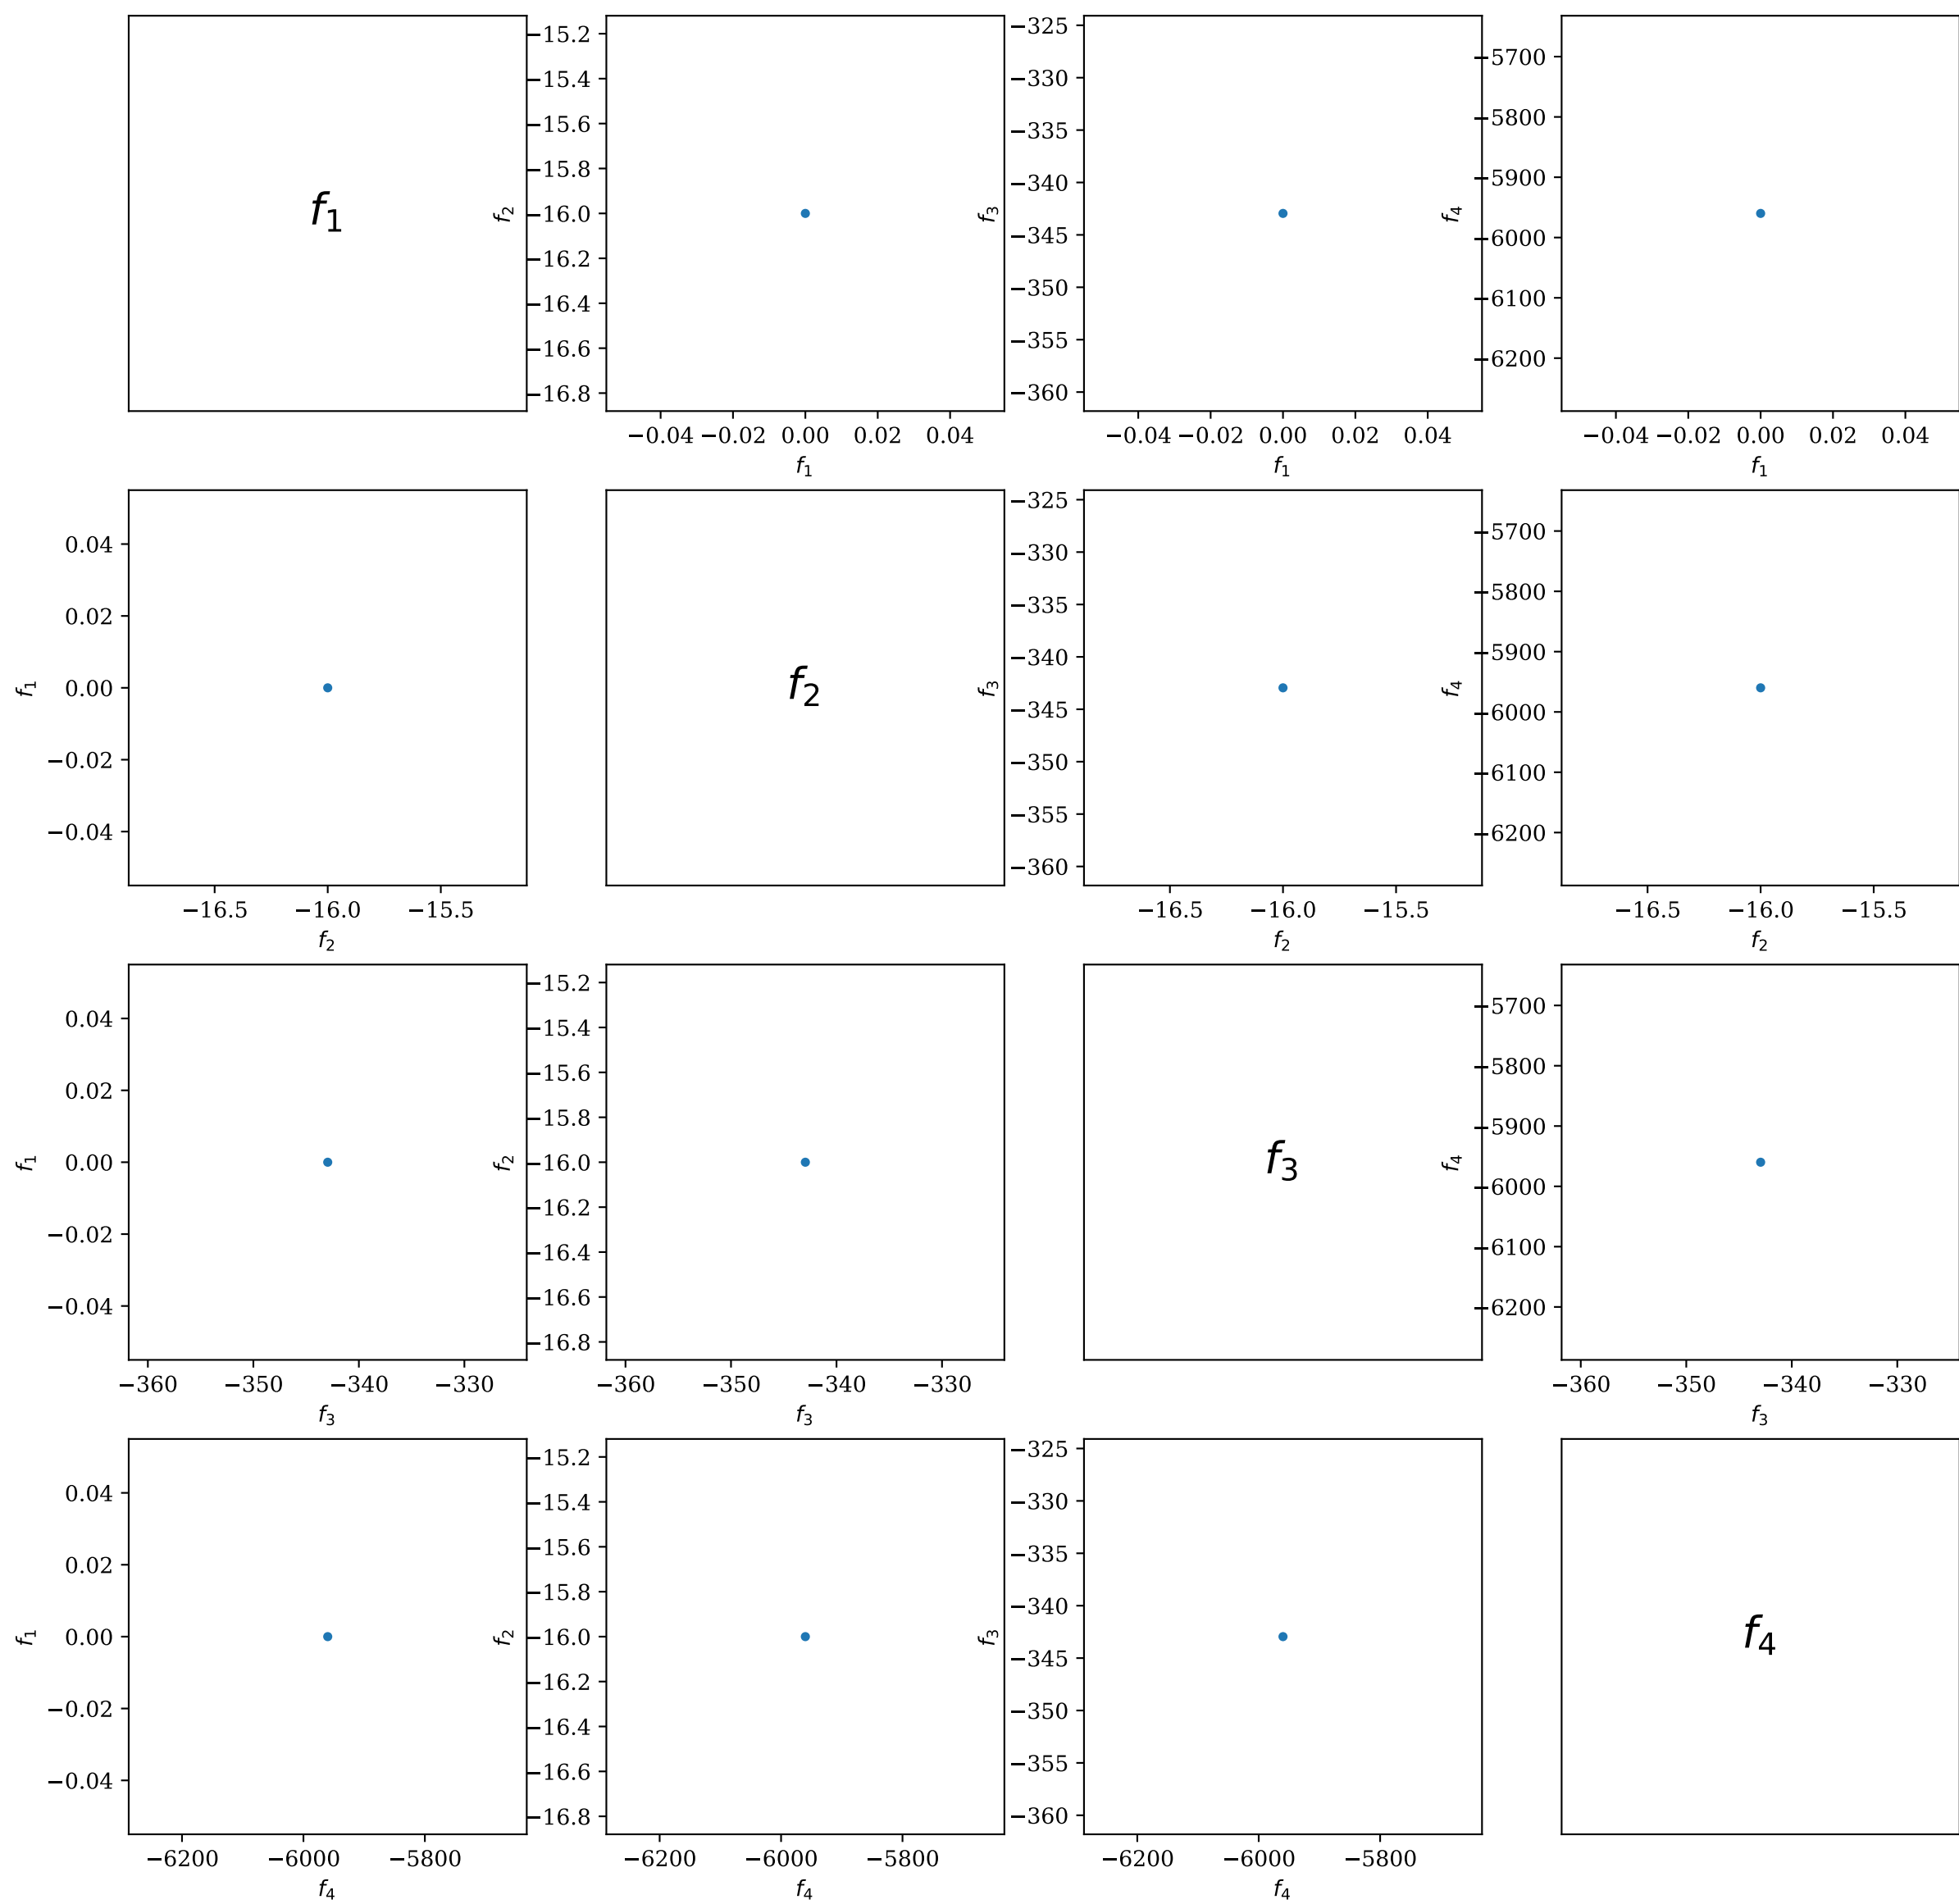 −15.2 −325 −5700
−15.4 −330 −5800
−15.6 −335 −5900
−15.8 −340
f₁ f₂ −16.0 f₃ −345 f₄ −6000
−16.2 −350 −6100
−16.4 −355 −6200
−16.6 −360
−16.8
−0.04 −0.02 0.00 0.02 0.04 −0.04 −0.02 0.00 0.02 0.04 −0.04 −0.02 0.00 0.02 0.04
f₁ f₁ f₁
0.04 −325 −5700
0.02 −330 −5800
−335 −5900
f₁ 0.00 f₂ f₃ −340 f₄ −6000
−0.02 −345 −6100
−0.04 −350 −6200
−355
−360
−16.5 −16.0 −15.5 −16.5 −16.0 −15.5 −16.5 −16.0 −15.5
f₂ f₂ f₂
0.04 −15.2 −5700
0.02 −15.4 −5800
−15.6 −5900
−15.8
f₁ 0.00 f₂ −16.0 f₃ f₄ −6000
−0.02 −16.2 −6100
−0.04 −16.4 −6200
−16.6
−16.8
−360 −350 −340 −330 −360 −350 −340 −330 −360 −350 −340 −330
f₃ f₃ f₃
0.04 −15.2 −325
0.02 −15.4 −330
−15.6 −335
−15.8 −340
f₁ 0.00 f₂ −16.0 f₃ −345 f₄
−0.02 −16.2 −350
−0.04 −16.4 −355
−16.6 −360
−16.8
−6200 −6000 −5800 −6200 −6000 −5800 −6200 −6000 −5800
f₄ f₄ f₄